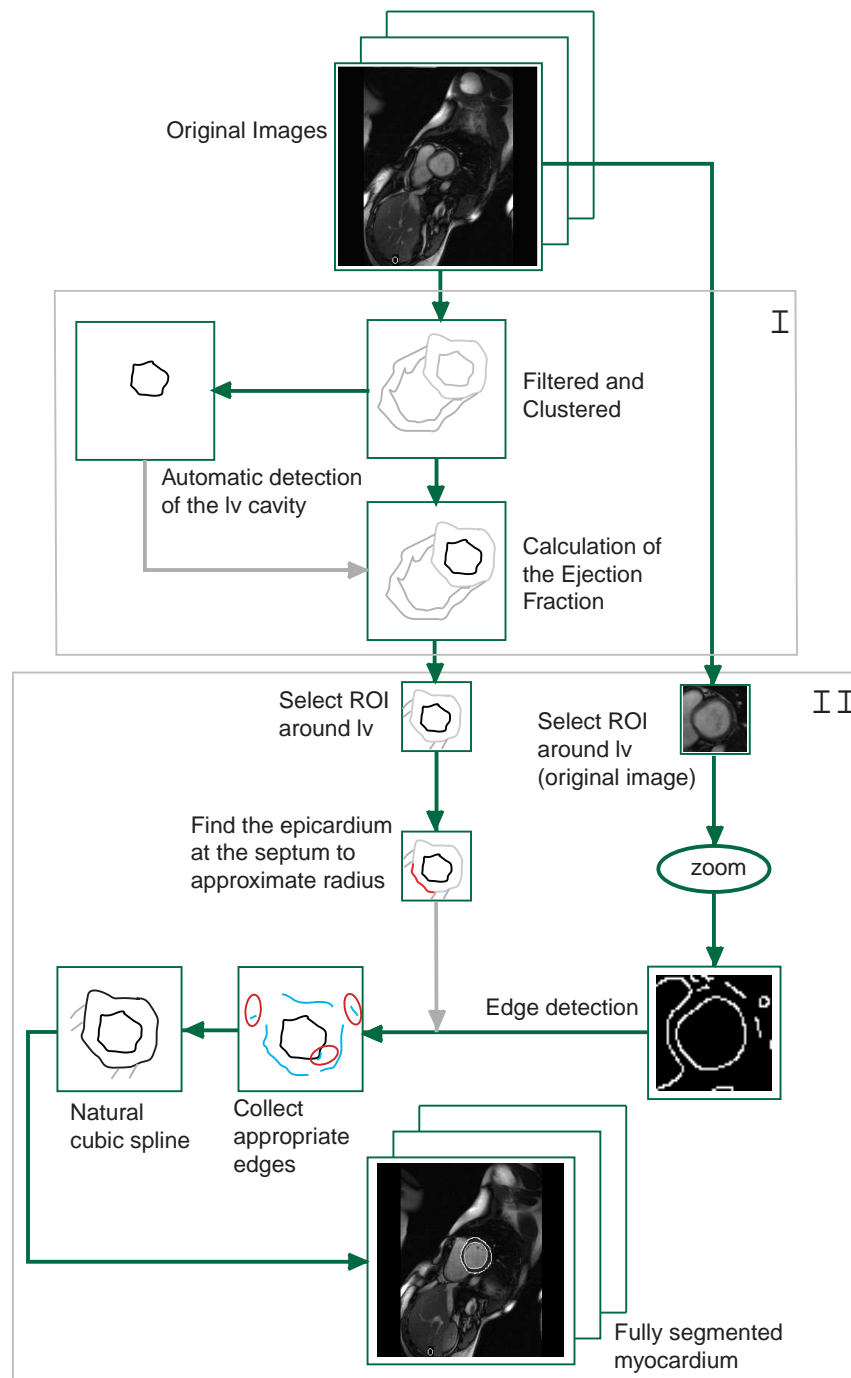 Original Images
I
Filtered and
Clustered
Automatic detection
of the lv cavity
Calculation of
the Ejection
Fraction
II
Select ROI
around lv
Select ROI
around lv
(original image)
Find the epicardium
at the septum to
approximate radius
zoom
Edge detection
Natural
cubic spline
Collect
appropriate
edges
Fully segmented
myocardium